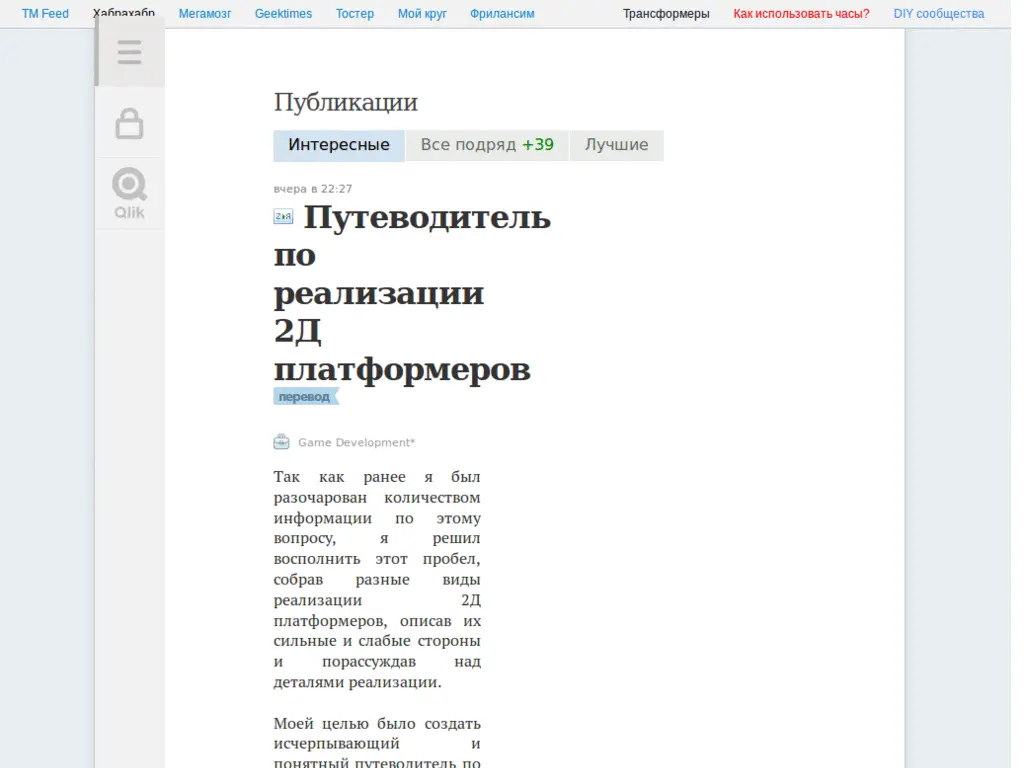 TM Feed Хабрахабр Мегамозг Geektimes Тостер Мой круг Фрилансим Трансформеры Как использовать часы? DIY сообщества
Qlik
Публикации
Интересные Все подряд +39 Лучшие
вчера в 22:27
Путеводитель
по
реализации
2Д
платформеров
перевод
Game Development*
Так как ранее я был
разочарован количеством
информации по этому
вопросу, я решил
восполнить этот пробел,
собрав разные виды
реализации 2Д
платформеров, описав их
сильные и слабые стороны
и порассуждав над
деталями реализации.
Моей целью было создать
исчерпывающий и
понятный путеводитель по